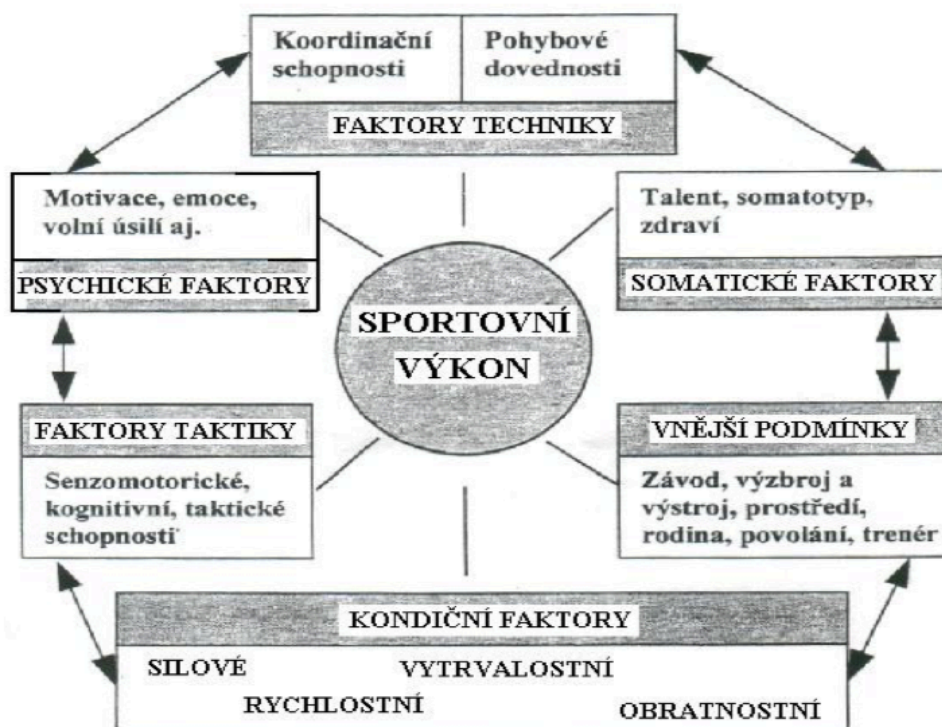 Koordinační
schopnosti
Pohybové
dovednosti
FAKTORY TECHNIKY
Motivace, emoce,
volní úsilí aj.
PSYCHICKÉ FAKTORY
Talent, somatotyp,
zdraví
SOMATICKÉ FAKTORY
SPORTOVNÍ
VÝKON
FAKTORY TAKTIKY
Senzomotorické,
kognitivní, taktické
schopnosti
VNĚJŠÍ PODMÍNKY
Závod, výzbroj a
výstroj, prostředí,
rodina, povolání, trenér
KONDIČNÍ FAKTORY
SILOVÉ
VYTRVALOSTNÍ
RYCHLOSTNÍ
OBRATNOSTNÍ